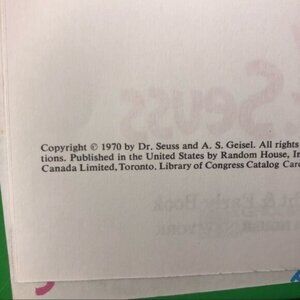 Copyright © 1970 by Dr. Seuss and A. S. Geisel. All rights
tions. Published in the United States by Random House, In
Canada Limited, Toronto. Library of Congress Catalog Card